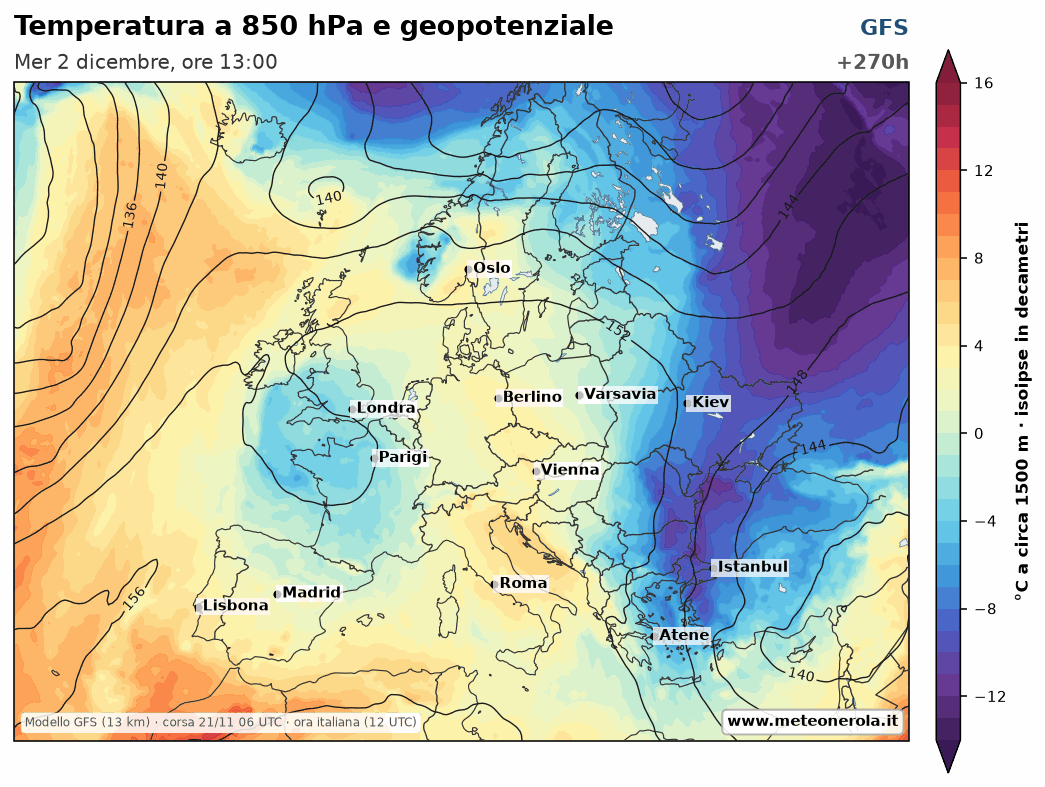 Temperatura a 850 hPa e geopotenziale
GFS
Mer 2 dicembre, ore 13:00
+270h
136
140
140
144
152
148
144
156
140
Oslo
Berlino
Varsavia
Kiev
Londra
Parigi
Vienna
Istanbul
Roma
Madrid
Lisbona
Atene
16
12
8
4
0
−4
−8
−12
°C a circa 1500 m · isoipse in decametri
Modello GFS (13 km) · corsa 21/11 06 UTC · ora italiana (12 UTC)
www.meteonerola.it